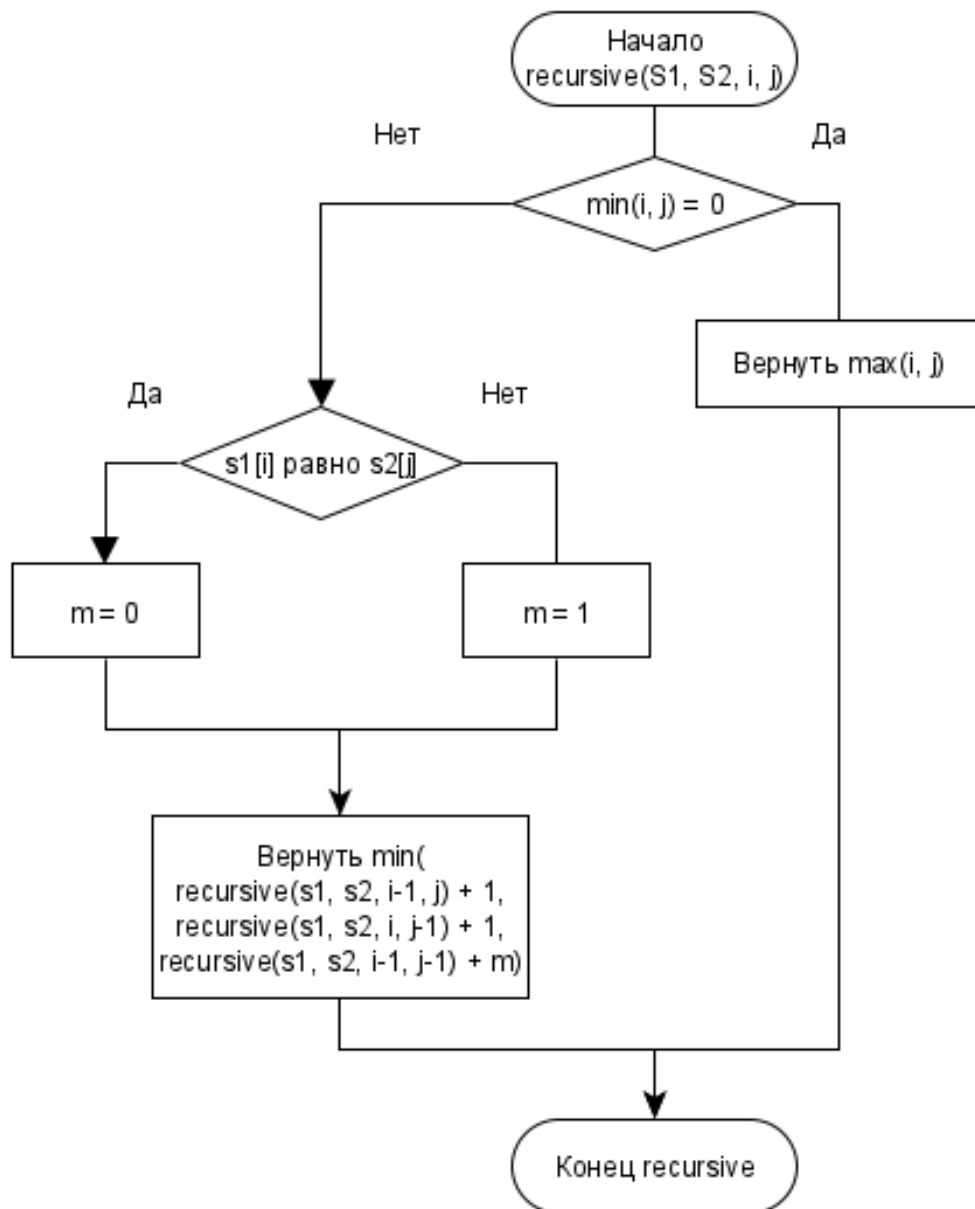 Начало
recursive(S1, S2, i, j)
Нет
Да
min(i, j) = 0
Вернуть max(i, j)
Да
Нет
s1[i] равно s2[j]
m = 0
m = 1
Вернуть min(
recursive(s1, s2, i-1, j) + 1,
recursive(s1, s2, i, j-1) + 1,
recursive(s1, s2, i-1, j-1) + m)
Конец recursive